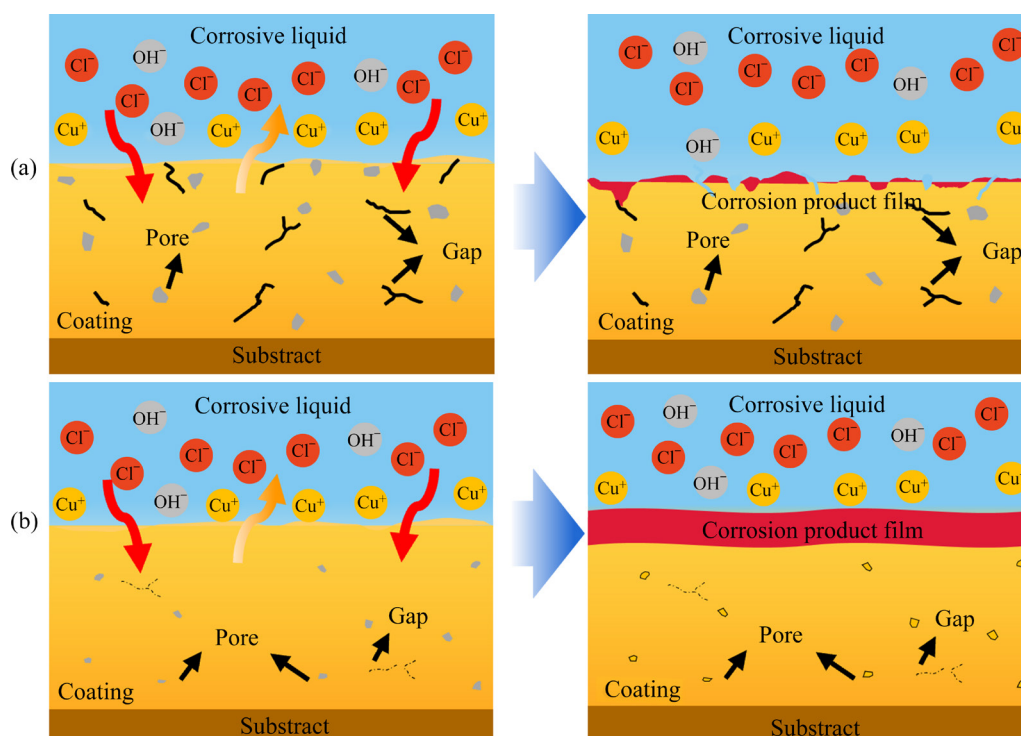 Corrosive liquid
Cl⁻
OH⁻
Cl⁻
Cl⁻
Cl⁻
Cl⁻
OH⁻
Cl⁻
Cl⁻
Cu⁺
OH⁻
Cu⁺
Cu⁺
Cu⁺
Cu⁺
(a)
Pore
Gap
Coating
Substract
Corrosive liquid
Cl⁻
OH⁻
Cl⁻
Cl⁻
Cl⁻
Cl⁻
OH⁻
Cl⁻
Cl⁻
Cu⁺
OH⁻
Cu⁺
Cu⁺
Cu⁺
Corrosion product film
Pore
Gap
Coating
Substract
Corrosive liquid
Cl⁻
OH⁻
Cl⁻
Cl⁻
Cl⁻
Cl⁻
OH⁻
Cl⁻
Cl⁻
Cu⁺
OH⁻
Cu⁺
Cu⁺
Cu⁺
Cu⁺
(b)
Gap
Pore
Coating
Substract
Corrosive liquid
Cl⁻
OH⁻
Cl⁻
Cl⁻
Cl⁻
Cl⁻
OH⁻
Cl⁻
Cl⁻
Cu⁺
OH⁻
Cu⁺
Cu⁺
Cu
Corrosion product film
Gap
Pore
Coating
Substract